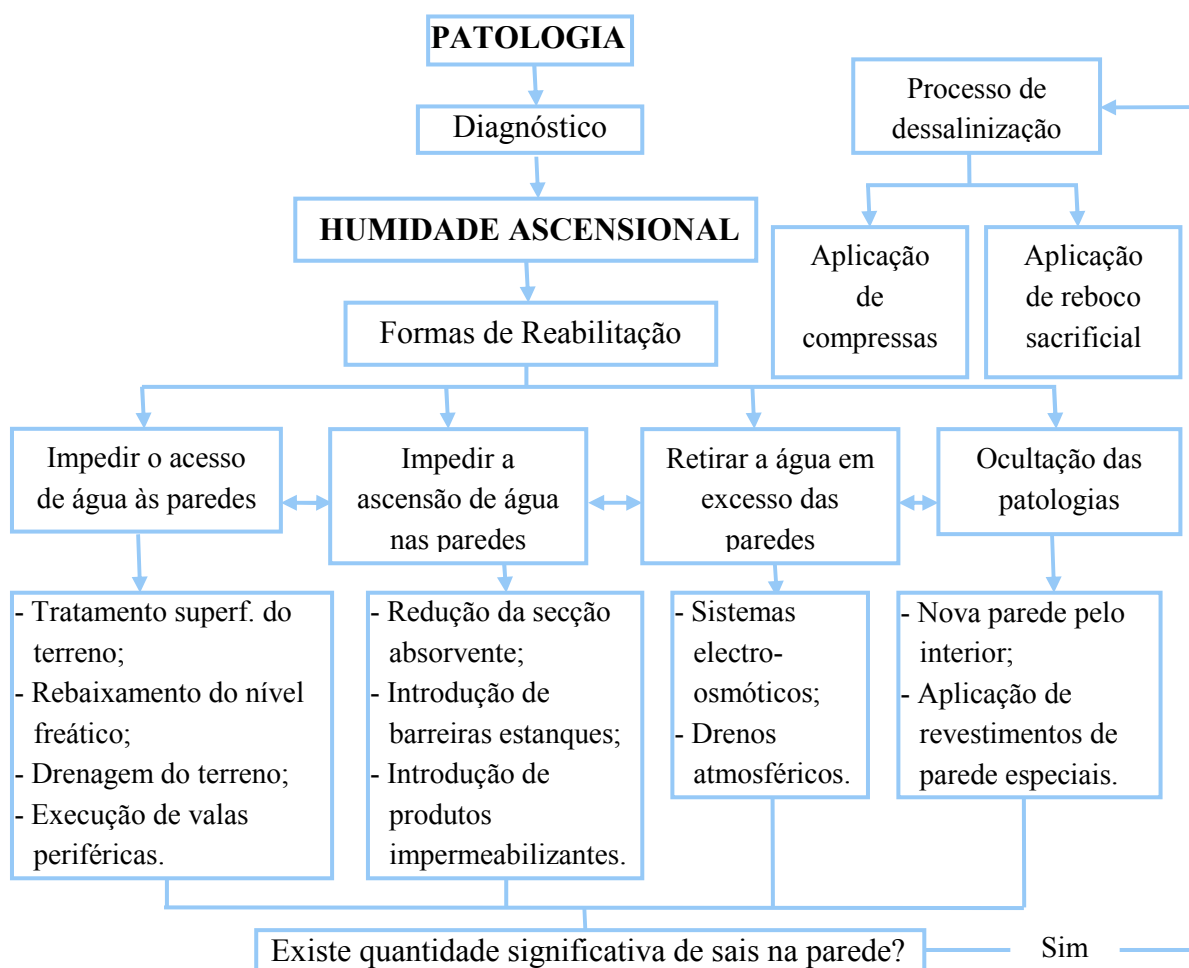 PATOLOGIA
Diagnóstico
HUMIDADE ASCENSIONAL
Formas de Reabilitação
Processo de
dessalinização
Aplicação
de
compressas
Aplicação
de reboco
sacrificial
Impedir o acesso
de água às paredes
Impedir a
ascensão de água
nas paredes
Retirar a água em
excesso das
paredes
Ocultação das
patologias
- Tratamento superf. do
terreno;
- Rebaixamento do nível
freático;
- Drenagem do terreno;
- Execução de valas
periféricas.
- Redução da secção
absorvente;
- Introdução de
barreiras estanques;
- Introdução de
produtos
impermeabilizantes.
- Sistemas
electro-
osmóticos;
- Drenos
atmosféricos.
- Nova parede pelo
interior;
- Aplicação de
revestimentos de
parede especiais.
Existe quantidade significativa de sais na parede?
Sim